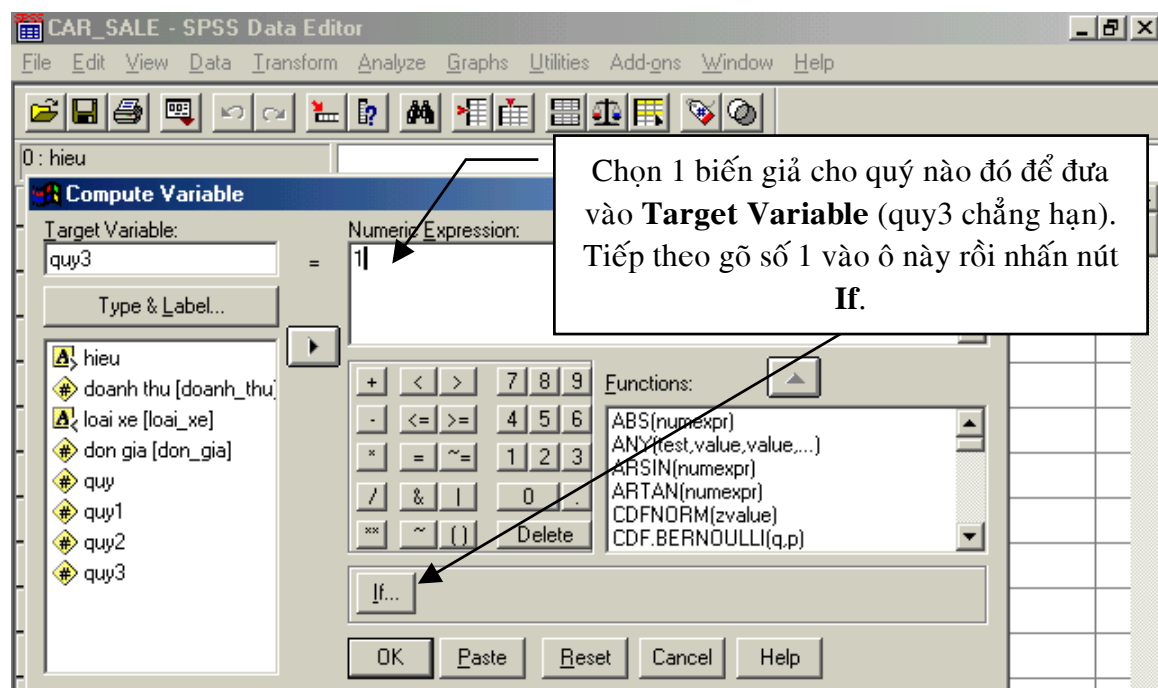 CAR_SALE - SPSS Data Editor
File Edit View Data Transform Analyze Graphs Utilities Add-ons Window Help
0 : hieu
Chọn 1 biến giả cho quý nào đó để đưa
vào Target Variable (quy3 chẳng hạn).
Tiếp theo gõ số 1 vào ô này rồi nhấn nút
If.
Compute Variable
Target Variable:
quy3
=
Numeric Expression:
1
Type & Label...
hieu
doanh thu [doanh_thu]
loai xe [loai_xe]
don gia [don_gia]
quy
quy1
quy2
quy3
+ < > 7 8 9
- <= >= 4 5 6
* = ~= 1 2 3
/ & | 0 .
** ~ () Delete
Functions:
ABS(numexpr)
ANY(test,value,value,...)
ARSIN(numexpr)
ARTAN(numexpr)
CDFNORM(zvalue)
CDF.BERNOULLI(q,p)
If...
OK Paste Reset Cancel Help